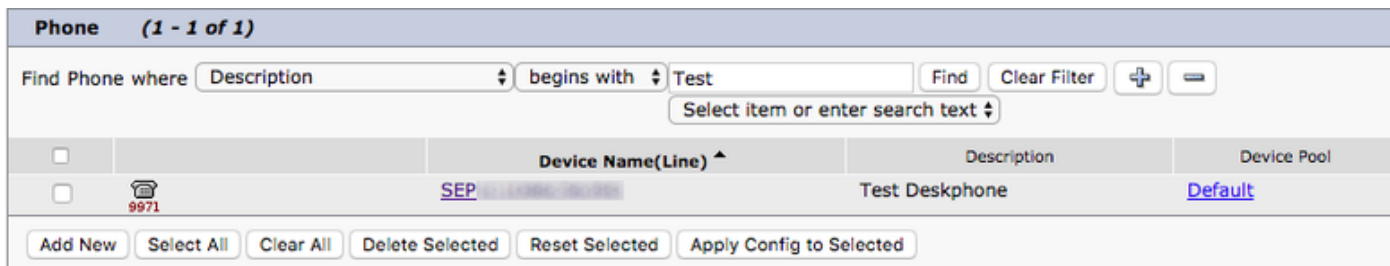 Phone (1 - 1 of 1)
Find Phone where Description begins with Test Find Clear Filter
Select item or enter search text
Device Name(Line) Description Device Pool
9971 SEP Test Deskphone Default
Add New Select All Clear All Delete Selected Reset Selected Apply Config to Selected